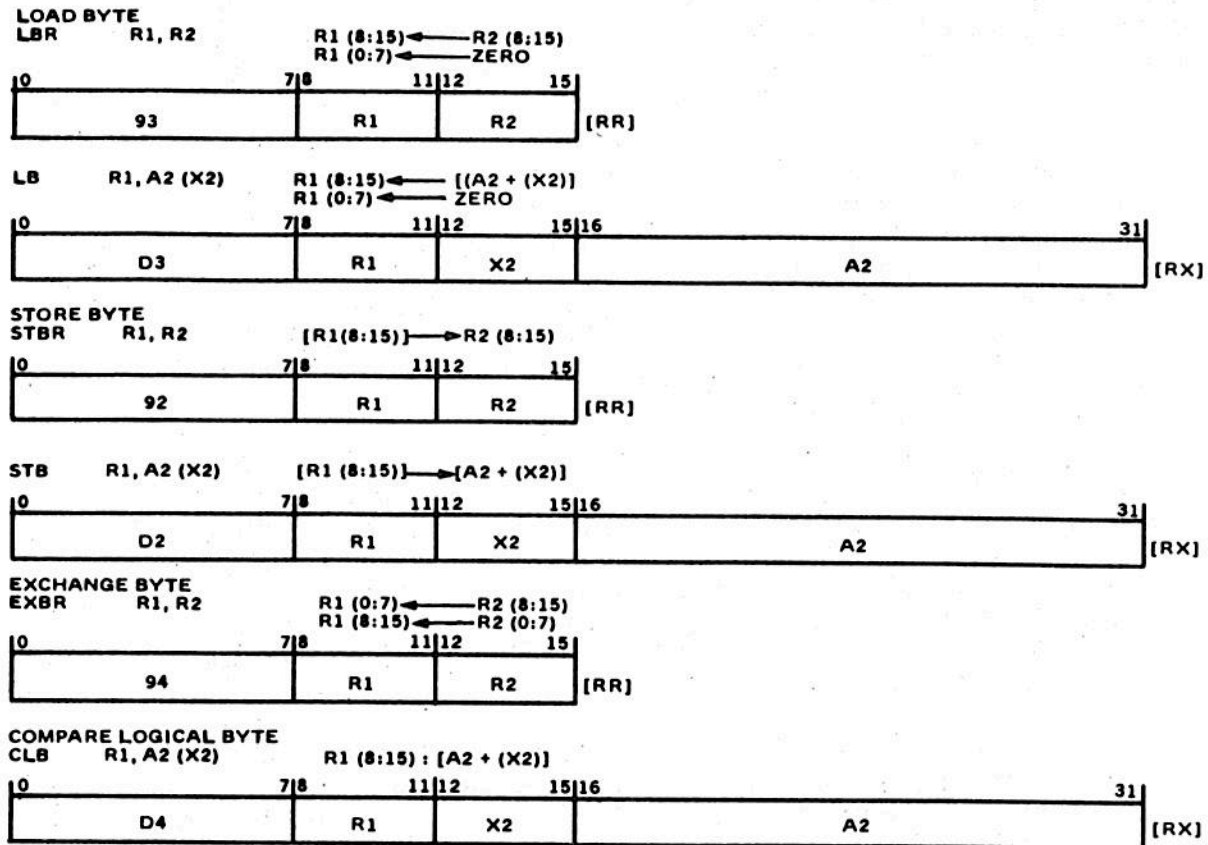 LOAD BYTE
LBR R1, R2 R1 (8:15) ← R2 (8:15)
R1 (0:7) ← ZERO
0 7 8 11 12 15
93 R1 R2 [RR]
LB R1, A2 (X2) R1 (8:15) ← [(A2 + (X2)]
R1 (0:7) ← ZERO
0 7 8 11 12 15 16 31
D3 R1 X2 A2 [RX]
STORE BYTE
STBR R1, R2 [R1(8:15)] → R2 (8:15)
0 7 8 11 12 15
92 R1 R2 [RR]
STB R1, A2 (X2) [R1 (8:15)] → [A2 + (X2)]
0 7 8 11 12 15 16 31
D2 R1 X2 A2 [RX]
EXCHANGE BYTE
EXBR R1, R2 R1 (0:7) ← R2 (8:15)
R1 (8:15) ← R2 (0:7)
0 7 8 11 12 15
94 R1 R2 [RR]
COMPARE LOGICAL BYTE
CLB R1, A2 (X2) R1 (8:15) : [A2 + (X2)]
0 7 8 11 12 15 16 31
D4 R1 X2 A2 [RX]